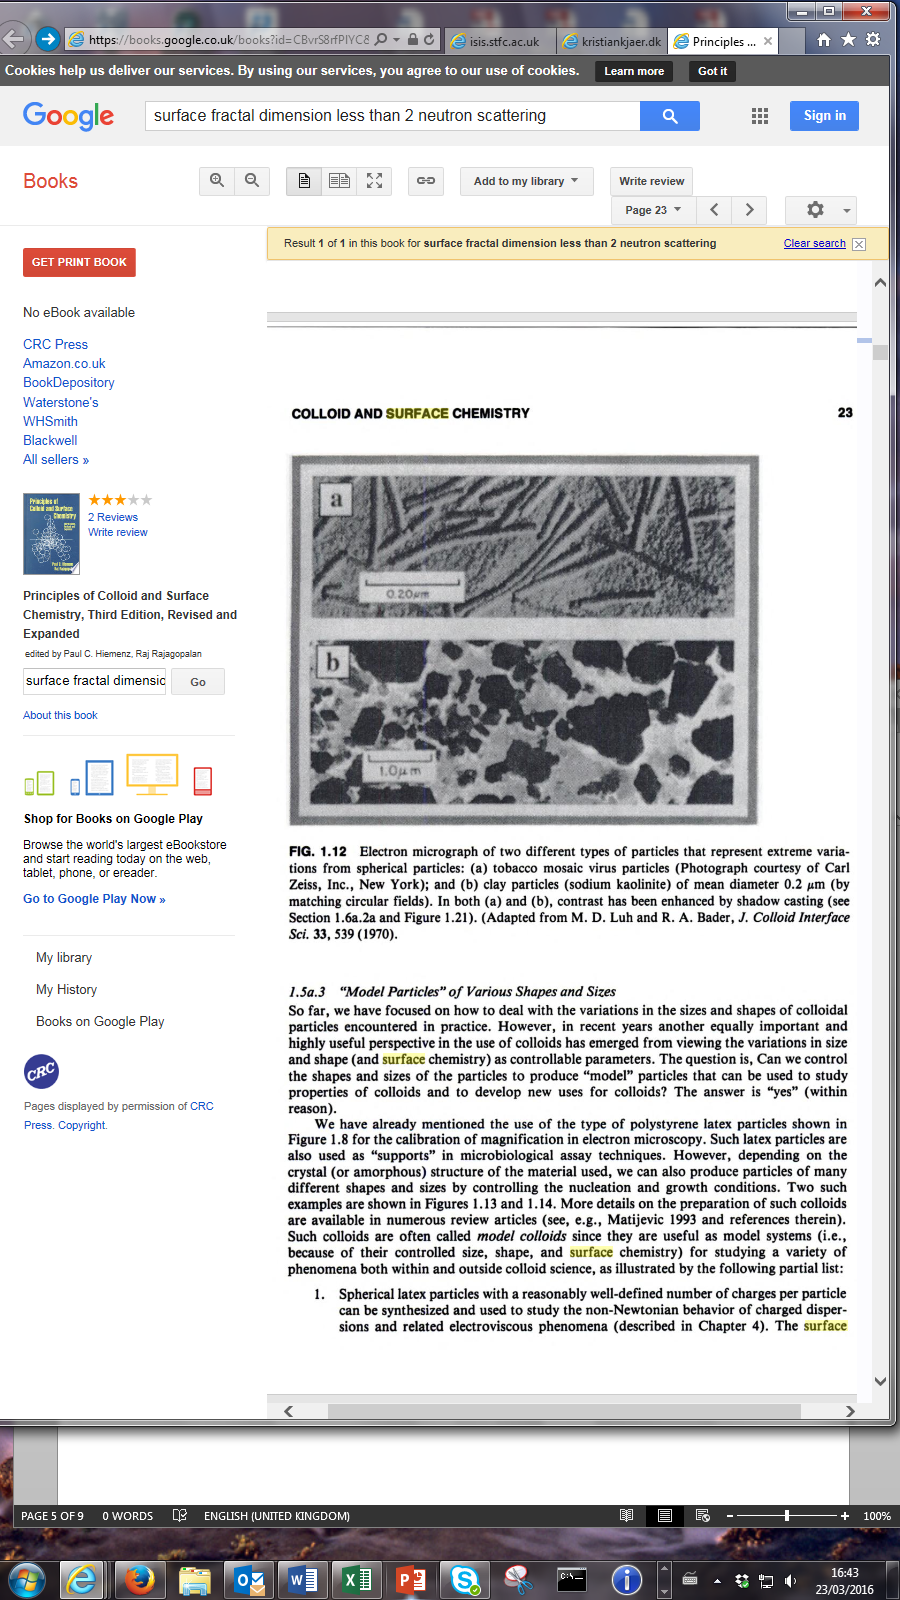 https://books.google.co.uk/books?id=CBvrS8rfPIYC&
isis.stfc.ac.uk
kristiankjaer.dk
Principles ...
Cookies help us deliver our services. By using our services, you agree to our use of cookies.
Learn more
Got it
Google
surface fractal dimension less than 2 neutron scattering
Sign in
Books
Add to my library
Write review
Page 23
Result 1 of 1 in this book for surface fractal dimension less than 2 neutron scattering
Clear search
GET PRINT BOOK
No eBook available
CRC Press
Amazon.co.uk
BookDepository
Waterstone's
WHSmith
Blackwell
All sellers »
Principles of
Colloid and Surface
Chemistry
2 Reviews
Write review
Principles of Colloid and Surface
Chemistry, Third Edition, Revised and
Expanded
edited by Paul C. Hiemenz, Raj Rajagopalan
surface fractal dimensic
Go
About this book
Shop for Books on Google Play
Browse the world's largest eBookstore
and start reading today on the web,
tablet, phone, or ereader.
Go to Google Play Now »
My library
My History
Books on Google Play
CRC
Pages displayed by permission of CRC
Press. Copyright.
COLLOID AND SURFACE CHEMISTRY
23
a
0.20μm
b
1.0μm
FIG. 1.12 Electron micrograph of two different types of particles that represent extreme varia-
tions from spherical particles: (a) tobacco mosaic virus particles (Photograph courtesy of Carl
Zeiss, Inc., New York); and (b) clay particles (sodium kaolinite) of mean diameter 0.2 μm (by
matching circular fields). In both (a) and (b), contrast has been enhanced by shadow casting (see
Section 1.6a.2a and Figure 1.21). (Adapted from M. D. Luh and R. A. Bader, J. Colloid Interface
Sci. 33, 539 (1970).
1.5a.3 “Model Particles” of Various Shapes and Sizes
So far, we have focused on how to deal with the variations in the sizes and shapes of colloidal
particles encountered in practice. However, in recent years another equally important and
highly useful perspective in the use of colloids has emerged from viewing the variations in size
and shape (and surface chemistry) as controllable parameters. The question is, Can we control
the shapes and sizes of the particles to produce “model” particles that can be used to study
properties of colloids and to develop new uses for colloids? The answer is “yes” (within
reason).
We have already mentioned the use of the type of polystyrene latex particles shown in
Figure 1.8 for the calibration of magnification in electron microscopy. Such latex particles are
also used as “supports” in microbiological assay techniques. However, depending on the
crystal (or amorphous) structure of the material used, we can also produce particles of many
different shapes and sizes by controlling the nucleation and growth conditions. Two such
examples are shown in Figures 1.13 and 1.14. More details on the preparation of such colloids
are available in numerous review articles (see, e.g., Matijevic 1993 and references therein).
Such colloids are often called model colloids since they are useful as model systems (i.e.,
because of their controlled size, shape, and surface chemistry) for studying a variety of
phenomena both within and outside colloid science, as illustrated by the following partial list:
1. Spherical latex particles with a reasonably well-defined number of charges per particle
can be synthesized and used to study the non-Newtonian behavior of charged disper-
sions and related electroviscous phenomena (described in Chapter 4). The surface
PAGE 5 OF 9
0 WORDS
ENGLISH (UNITED KINGDOM)
100%
16:43
23/03/2016